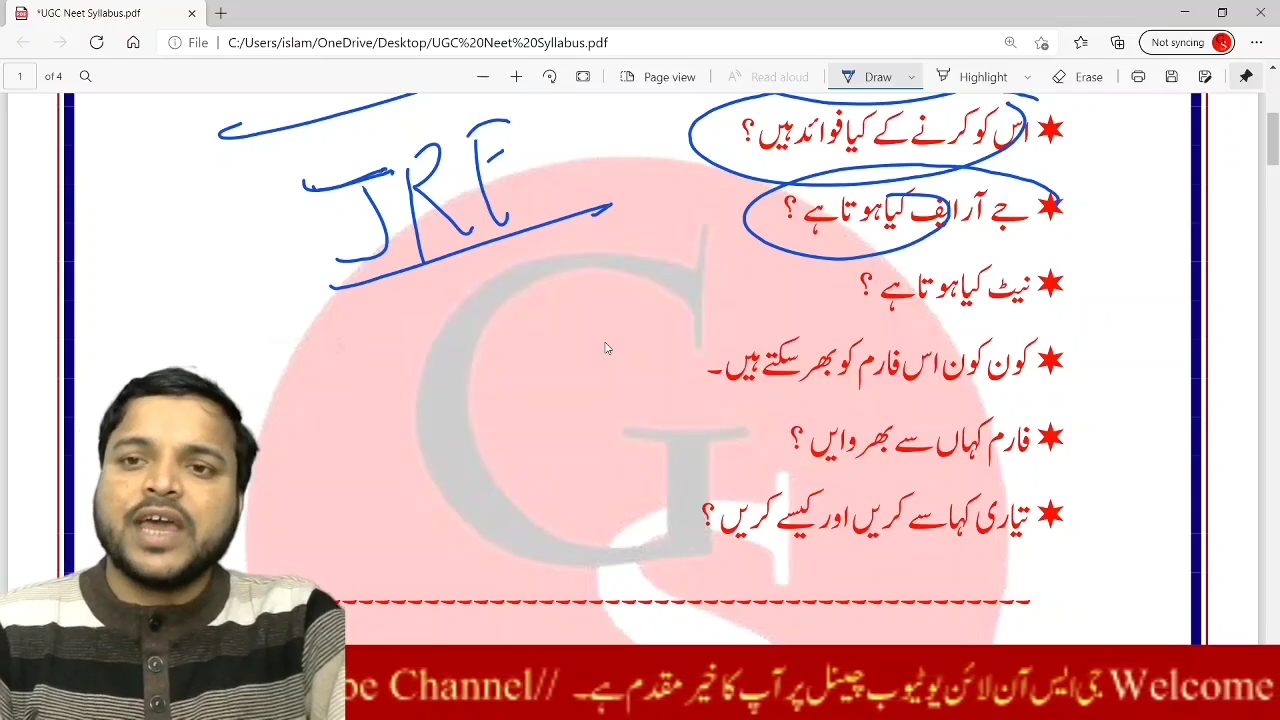 *UGC Neet Syllabus.pdf
File
C:/Users/islam/OneDrive/Desktop/UGC%20Neet%20Syllabus.pdf
Not syncing
1 of 4
Page view
Read aloud
Draw
Highlight
Erase
اس کو کرنے کے کیا فوائد ہیں ؟
جے آر ایف کیا ہوتا ہے ؟
JRF
نیٹ کیا ہوتا ہے ؟
کون کون اس فارم کو بھر سکتے ہیں ۔
فارم کہاں سے بھروایں ؟
تیاری کہا سے کریں اور کیسے کریں ؟
G
S
be Channel// جی ایس آن لائن یوٹیوب چینل پر آپ کا خیر مقدم ہے۔ Welcome